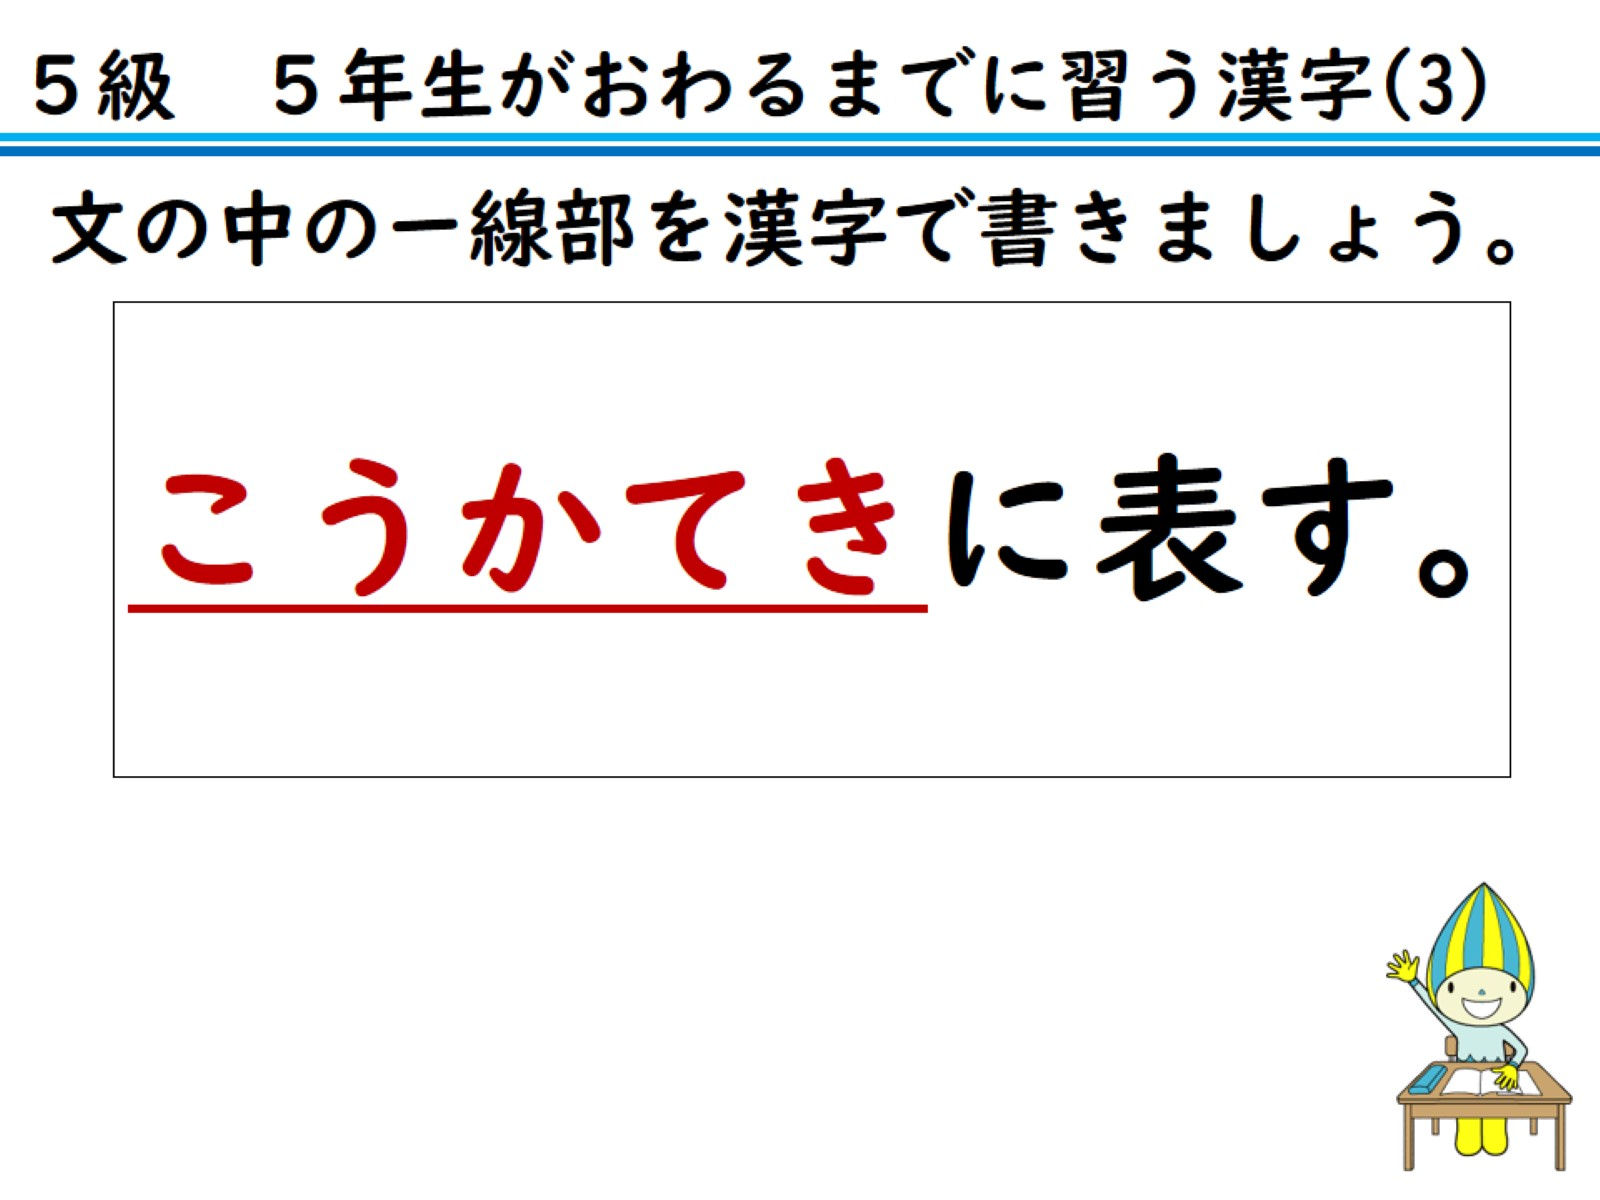 ５級　５年生がおわるまでに習う漢字(3)
文の中の一線部を漢字で書きましょう。
こうかてきに表す。